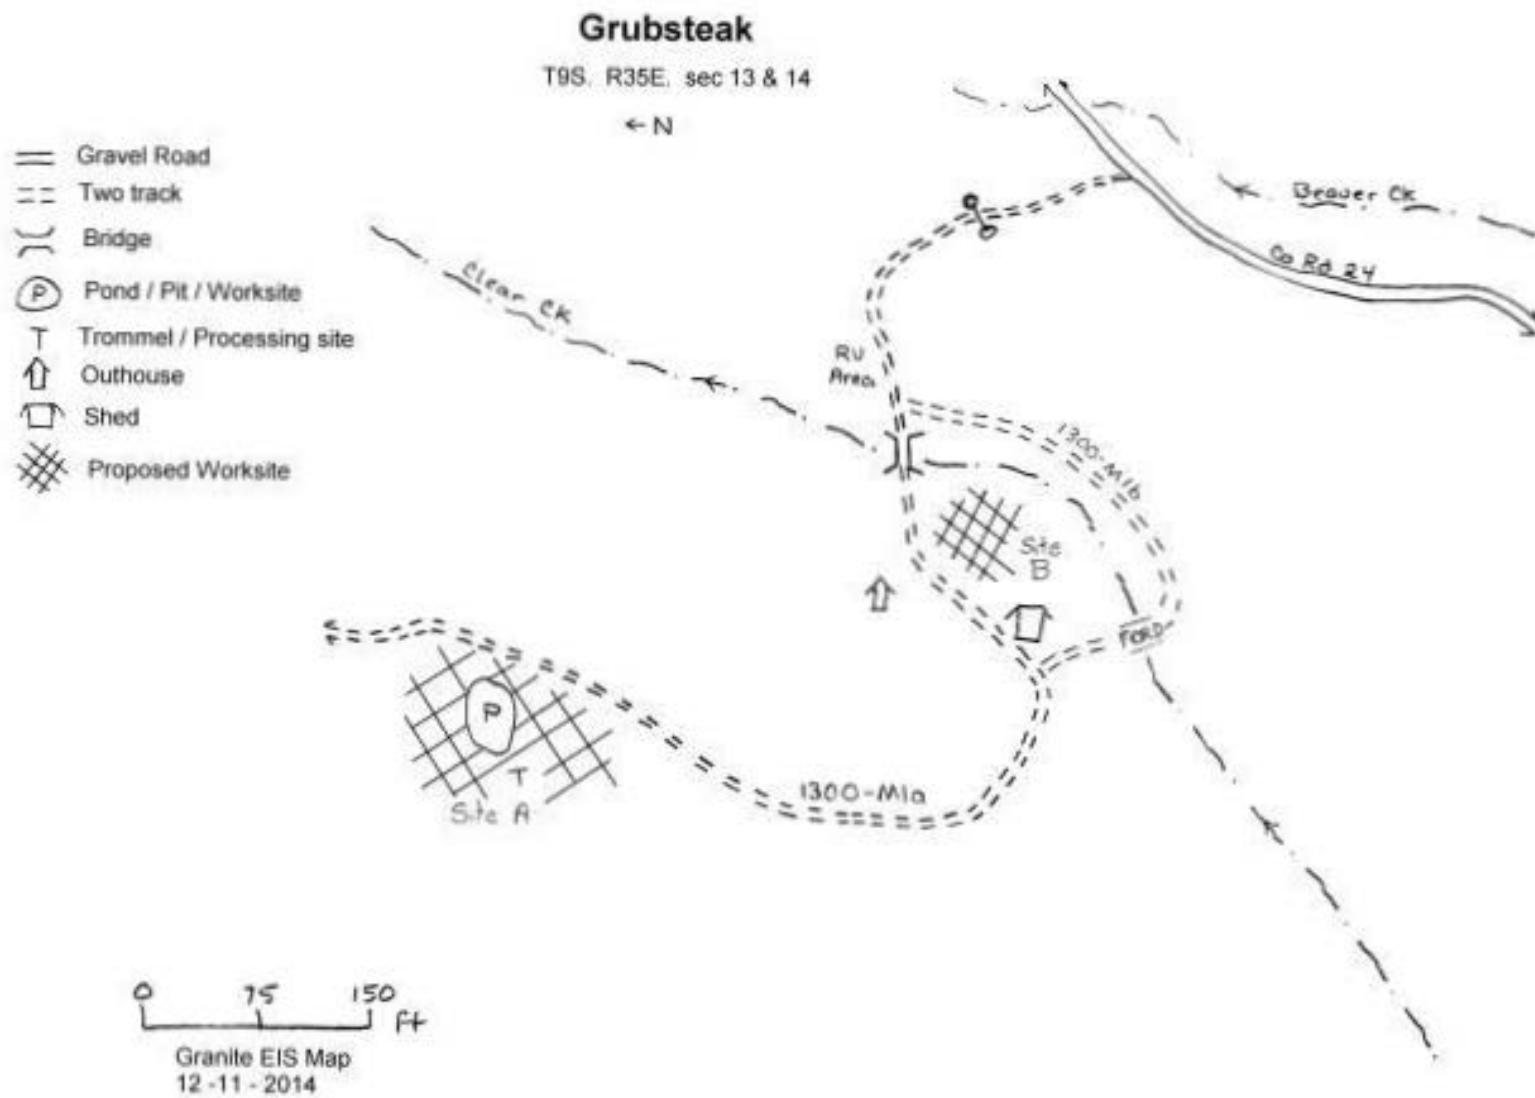 Grubsteak
T9S. R35E. sec 13 & 14
←N
Gravel Road
Two track
Bridge
P Pond / Pit / Worksite
T Trommel / Processing site
Outhouse
Shed
Proposed Worksite
Beaver Ck
Co Rd 24
Clear CK
RV
Area
1300-M1b
Site
B
FORD
P
T
Site A
1300-M1a
0 75 150 ft
Granite EIS Map
12 -11 - 2014